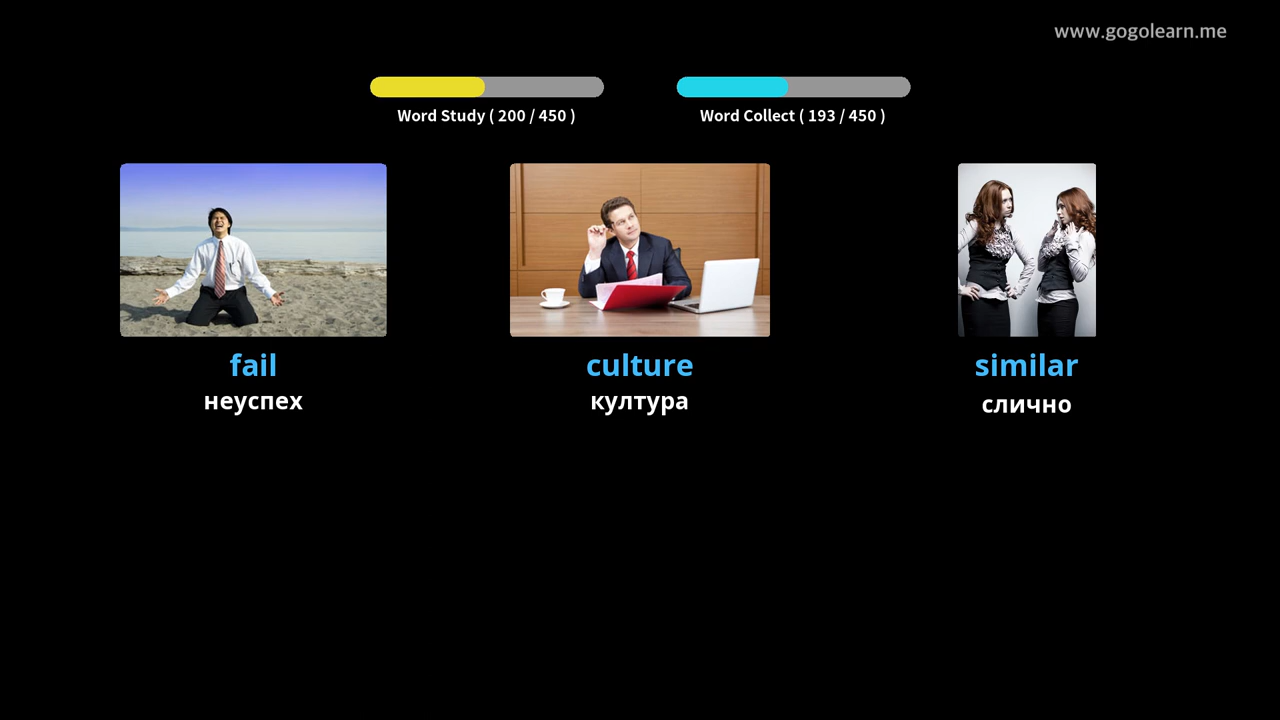 www.gogolearn.me
Word Study ( 200 / 450 )
Word Collect ( 193 / 450 )
fail
неуспех
culture
култура
similar
слично